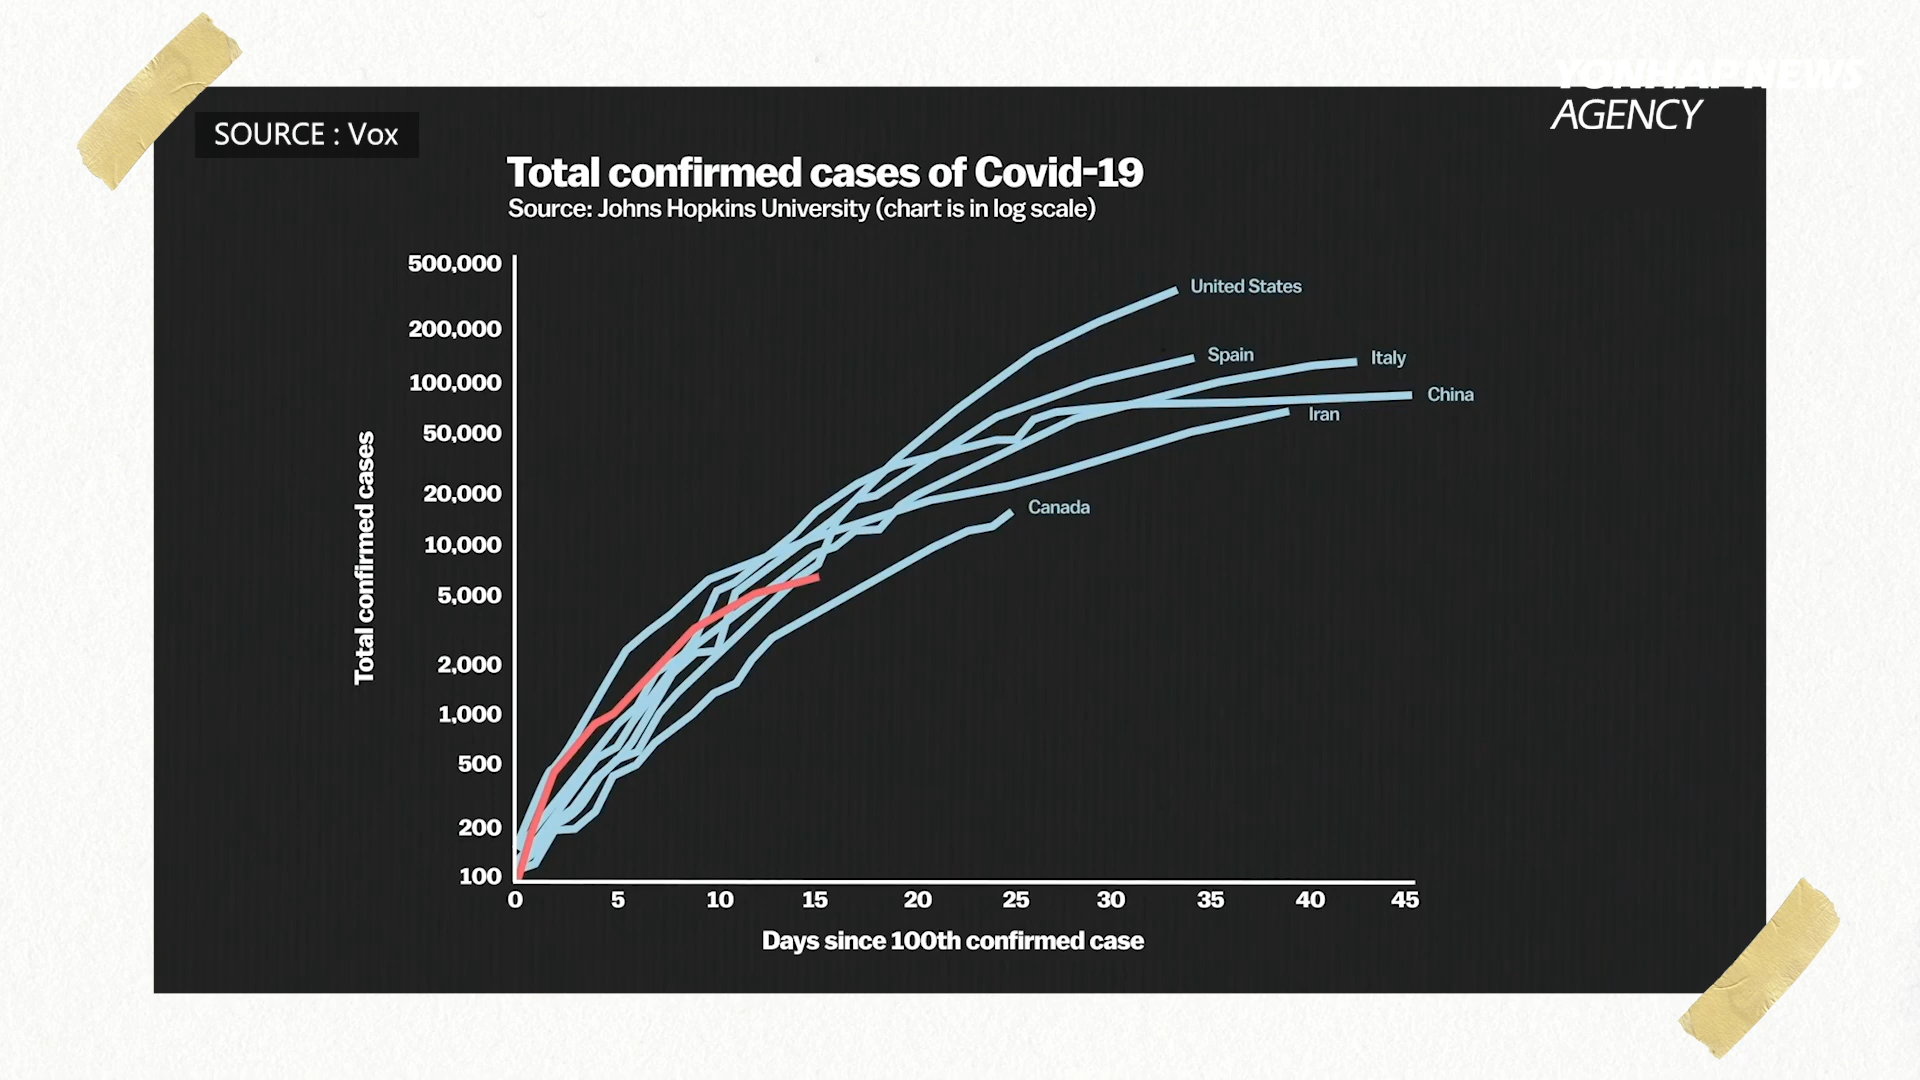 YONHAP NEWS
AGENCY
SOURCE : Vox
Total confirmed cases of Covid-19
Source: Johns Hopkins University (chart is in log scale)
500,000
200,000
100,000
50,000
20,000
10,000
5,000
2,000
1,000
500
200
100
Total confirmed cases
United States
Spain
Italy
China
Iran
Canada
0 5 10 15 20 25 30 35 40 45
Days since 100th confirmed case